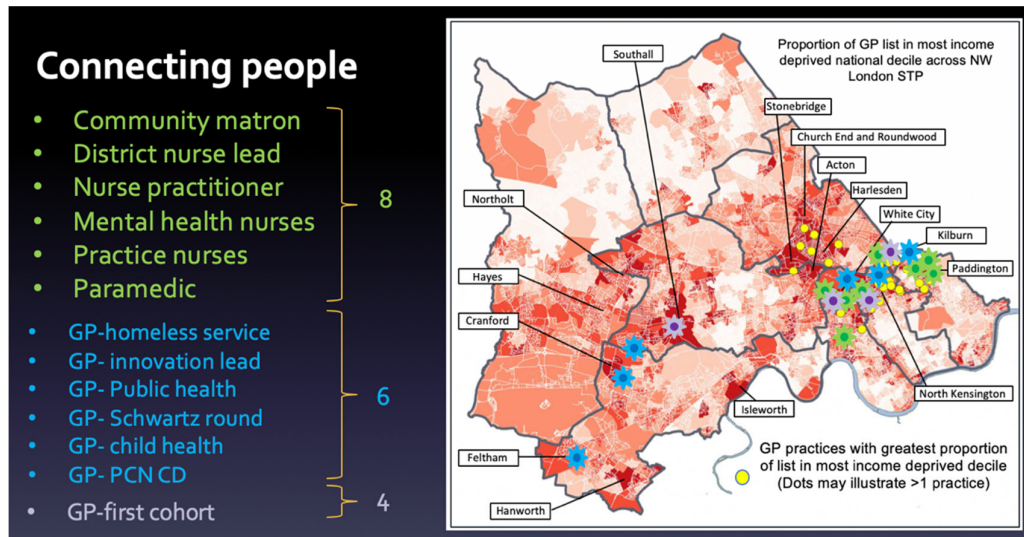 Connecting people
• Community matron
• District nurse lead
• Nurse practitioner
• Mental health nurses
• Practice nurses
• Paramedic
8
• GP-homeless service
• GP- innovation lead
• GP- Public health
• GP- Schwartz round
• GP- child health
• GP- PCN CD
6
• GP-first cohort
4
Proportion of GP list in most income
deprived national decile across NW
London STP
Southall
Stonebridge
Church End and Roundwood
Acton
Harlesden
Northolt
White City
Kilburn
Hayes
Paddington
Cranford
North Kensington
Isleworth
Feltham
Hanworth
GP practices with greatest proportion
of list in most income deprived decile
(Dots may illustrate >1 practice)